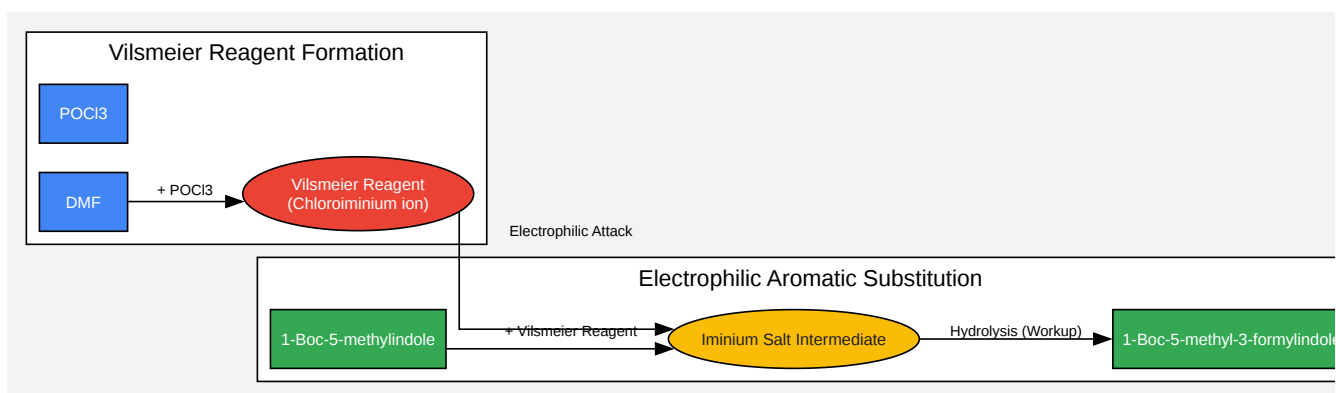 Vilsmeier Reagent Formation
POCl3
DMF
+ POCl3
Vilsmeier Reagent
(Chloroiminium ion)
Electrophilic Attack
Electrophilic Aromatic Substitution
1-Boc-5-methylindole
+ Vilsmeier Reagent
Iminium Salt Intermediate
Hydrolysis (Workup)
1-Boc-5-methyl-3-formylindole